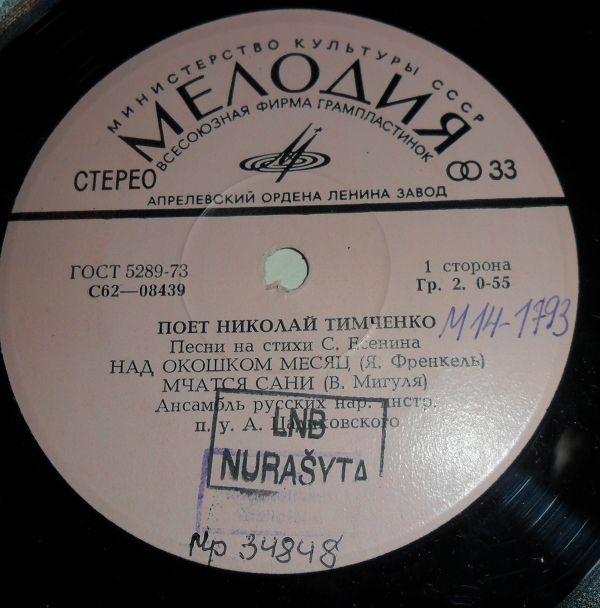 МИНИСТЕРСТВО КУЛЬТУРЫ СССР
МЕЛОДИЯ
ВСЕСОЮЗНАЯ ФИРМА ГРАМПЛАСТИНОК
СТЕРЕО
33
АПРЕЛЕВСКИЙ ОРДЕНА ЛЕНИНА ЗАВОД
ГОСТ 5289-73
С62—08439
1 сторона
Гр. 2. 0-55
ПОЕТ НИКОЛАЙ ТИМЧЕНКО
М14-1793
Песни на стихи С. Есенина
НАД ОКОШКОМ МЕСЯЦ (Я. Френкель)
МЧАТСЯ САНИ (В. Мигуля)
Ансамбль русских нар. инстр.
п. у. А.
LNB
NURAŠYTA
Mp 34848